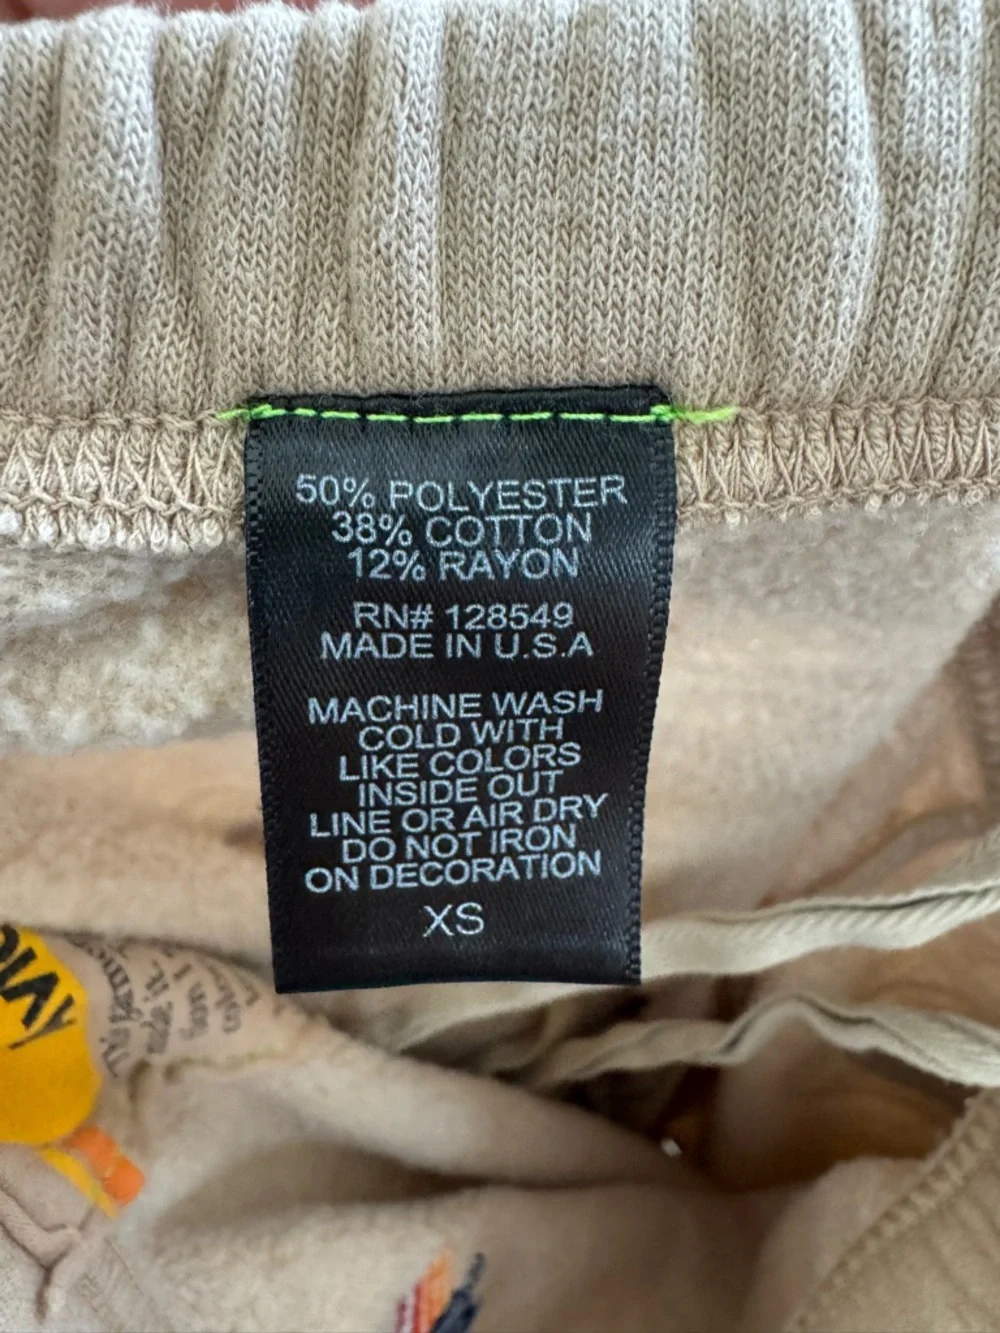 50% POLYESTER
38% COTTON
12% RAYON
RN# 128549
MADE IN U.S.A
MACHINE WASH
COLD WITH
LIKE COLORS
INSIDE OUT
LINE OR AIR DRY
DO NOT IRON
ON DECORATION
XS